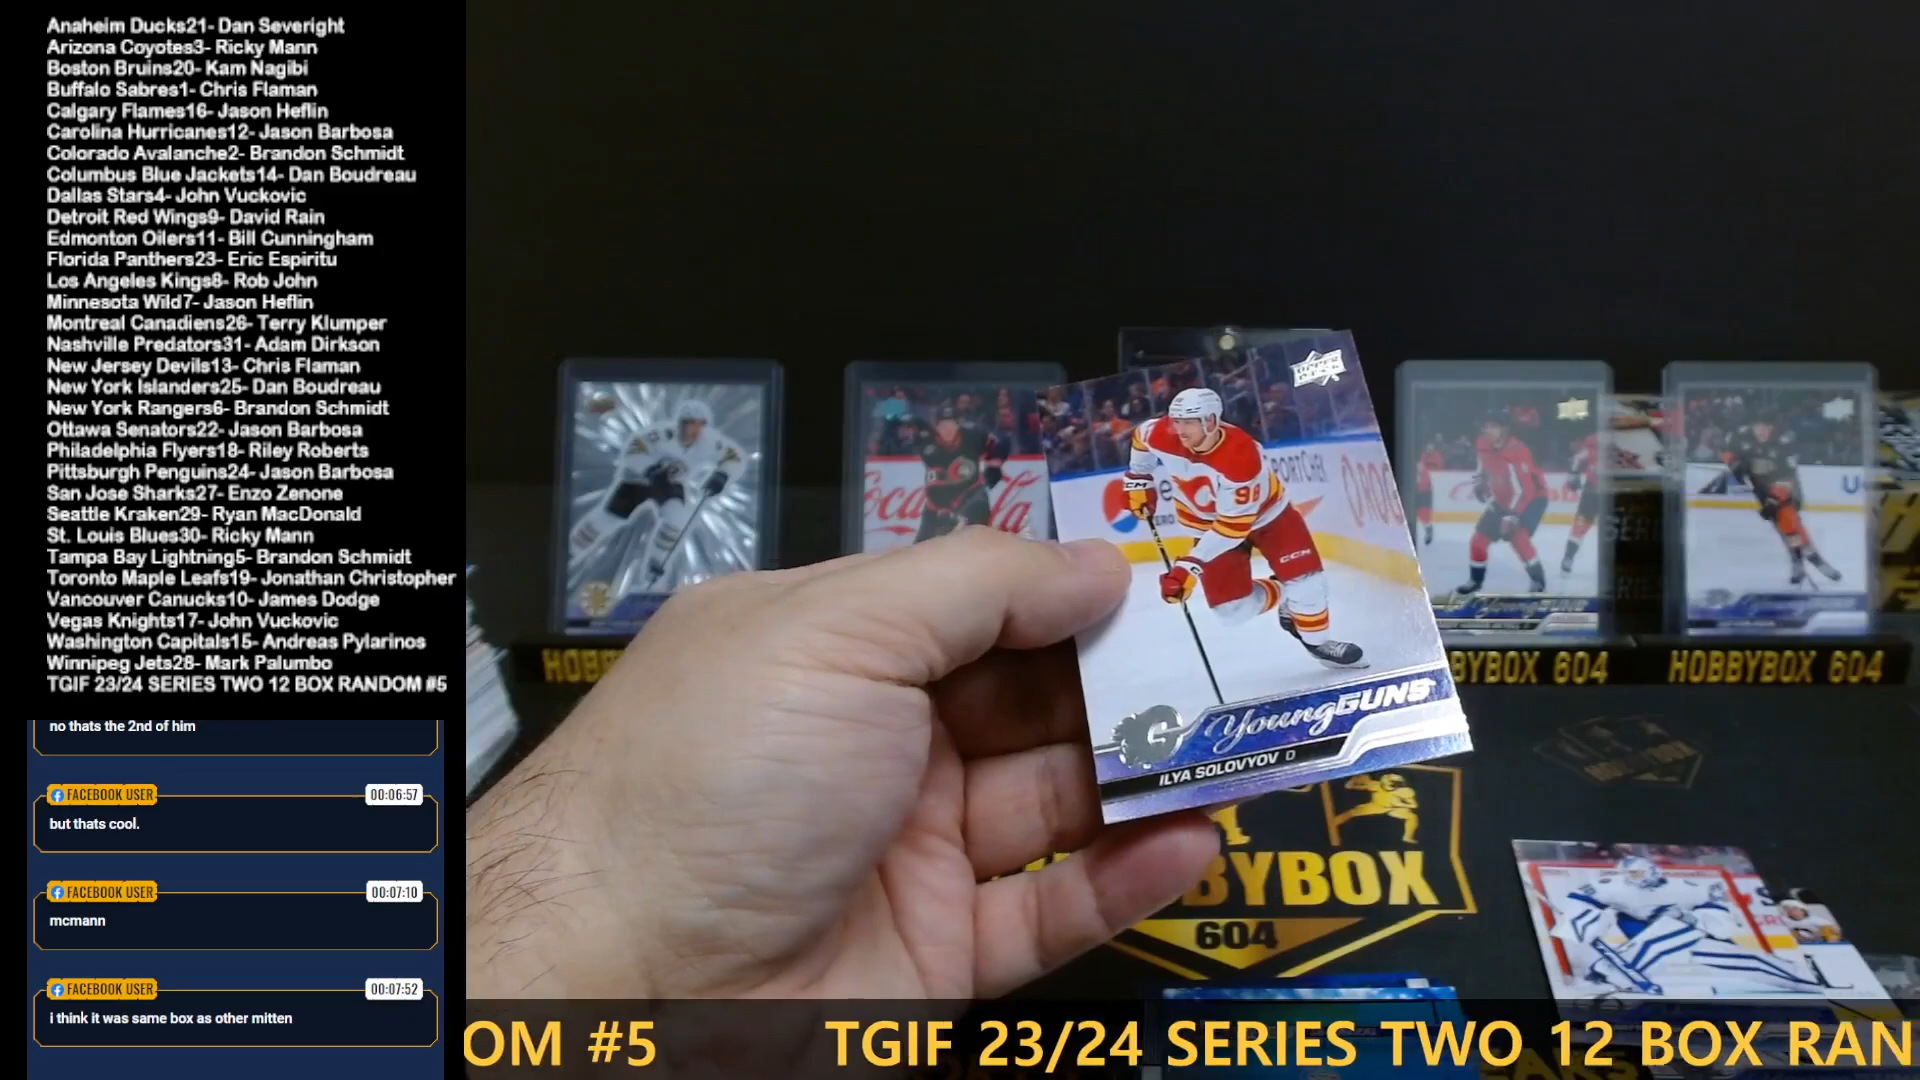 Anaheim Ducks21- Dan Severight
Arizona Coyotes3- Ricky Mann
Boston Bruins20- Kam Nagibi
Buffalo Sabres1- Chris Flaman
Calgary Flames16- Jason Heflin
Carolina Hurricanes12- Jason Barbosa
Colorado Avalanche2- Brandon Schmidt
Columbus Blue Jackets14- Dan Boudreau
Dallas Stars4- John Vuckovic
Detroit Red Wings9- David Rain
Edmonton Oilers11- Bill Cunningham
Florida Panthers23- Eric Espiritu
Los Angeles Kings8- Rob John
Minnesota Wild7- Jason Heflin
Montreal Canadiens26- Terry Klumper
Nashville Predators31- Adam Dirkson
New Jersey Devils13- Chris Flaman
New York Islanders25- Dan Boudreau
New York Rangers6- Brandon Schmidt
Ottawa Senators22- Jason Barbosa
Philadelphia Flyers18- Riley Roberts
Pittsburgh Penguins24- Jason Barbosa
San Jose Sharks27- Enzo Zenone
Seattle Kraken29- Ryan MacDonald
St. Louis Blues30- Ricky Mann
Tampa Bay Lightning5- Brandon Schmidt
Toronto Maple Leafs19- Jonathan Christopher
Vancouver Canucks10- James Dodge
Vegas Knights17- John Vuckovic
Washington Capitals15- Andreas Pylarinos
Winnipeg Jets28- Mark Palumbo
TGIF 23/24 SERIES TWO 12 BOX RANDOM #5
no thats the 2nd of him
FACEBOOK USER 00:06:57
but thats cool.
FACEBOOK USER 00:07:10
mcmann
FACEBOOK USER 00:07:52
i think it was same box as other mitten
UPPER DECK
98
CCM
Coca Cola
Young GUNS
ILYA SOLOVYOV D
Young GUNS
HOBBYBOX 604
HOBBYBOX 604
HOBBYBOX
604
OM #5 TGIF 23/24 SERIES TWO 12 BOX RAN